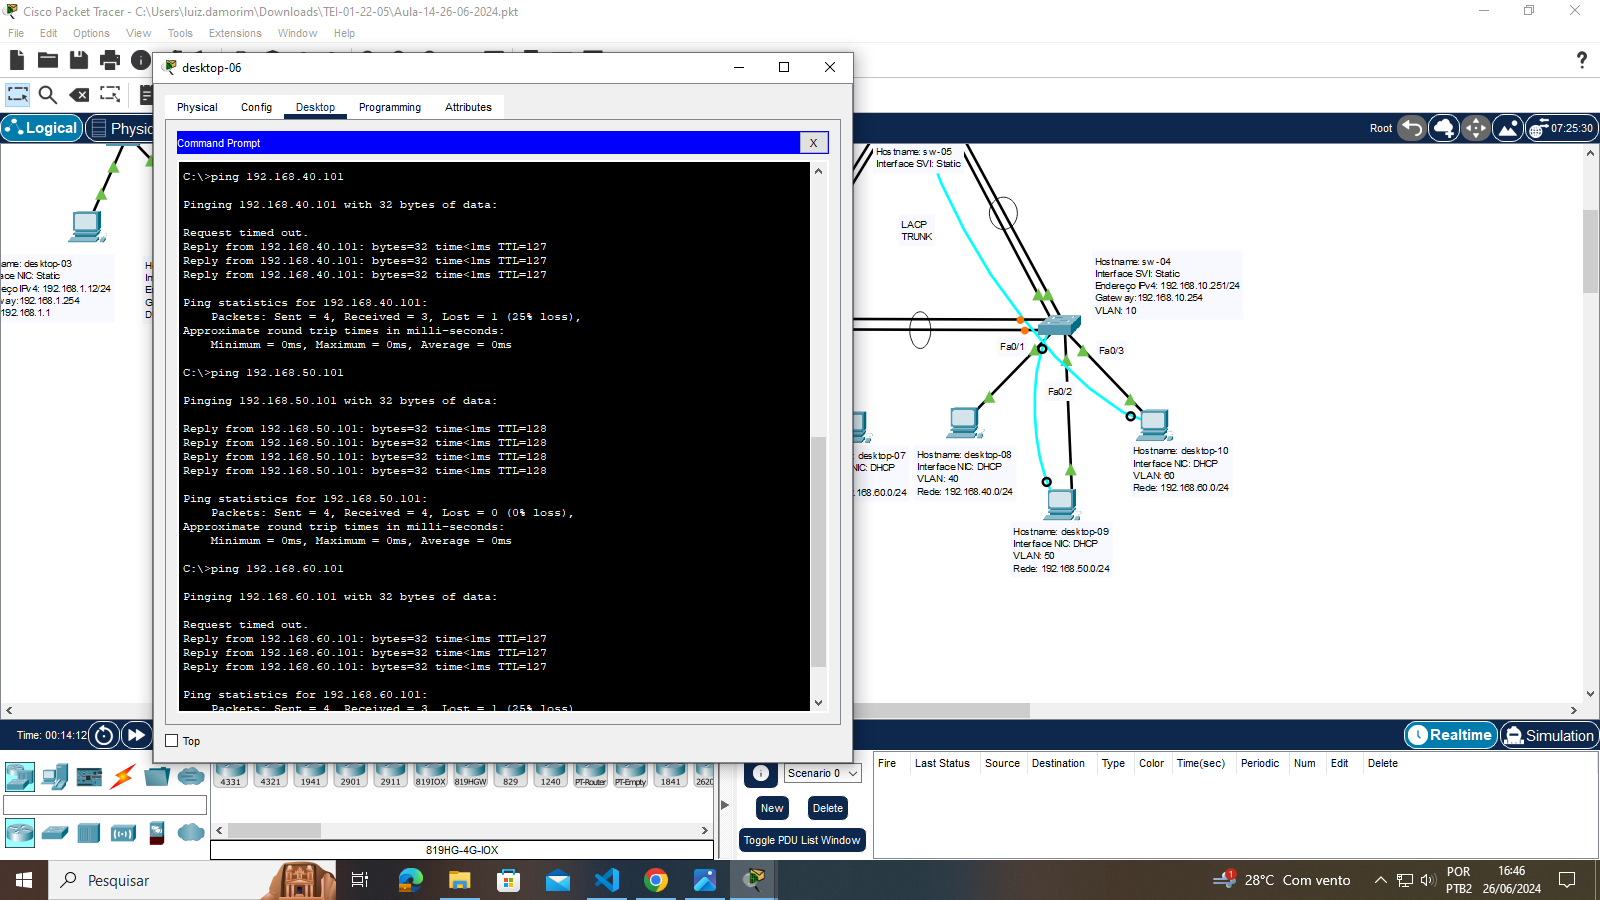 Cisco Packet Tracer - C:\Users\luiz.damorim\Downloads\TEI-01-22-05\Aula-14-26-06-2024.pkt
File Edit Options View Tools Extensions Window Help
desktop-06
Physical Config Desktop Programming Attributes
Logical
Root
07:25:30
Command Prompt
X
C:\>ping 192.168.40.101
Pinging 192.168.40.101 with 32 bytes of data:
Request timed out.
Reply from 192.168.40.101: bytes=32 time<1ms TTL=127
Reply from 192.168.40.101: bytes=32 time<1ms TTL=127
Reply from 192.168.40.101: bytes=32 time<1ms TTL=127
Ping statistics for 192.168.40.101:
Packets: Sent = 4, Received = 3, Lost = 1 (25% loss),
Approximate round trip times in milli-seconds:
Minimum = 0ms, Maximum = 0ms, Average = 0ms
C:\>ping 192.168.50.101
Pinging 192.168.50.101 with 32 bytes of data:
Reply from 192.168.50.101: bytes=32 time<1ms TTL=128
Reply from 192.168.50.101: bytes=32 time<1ms TTL=128
Reply from 192.168.50.101: bytes=32 time<1ms TTL=128
Reply from 192.168.50.101: bytes=32 time<1ms TTL=128
Ping statistics for 192.168.50.101:
Packets: Sent = 4, Received = 4, Lost = 0 (0% loss),
Approximate round trip times in milli-seconds:
Minimum = 0ms, Maximum = 0ms, Average = 0ms
C:\>ping 192.168.60.101
Pinging 192.168.60.101 with 32 bytes of data:
Request timed out.
Reply from 192.168.60.101: bytes=32 time<1ms TTL=127
Reply from 192.168.60.101: bytes=32 time<1ms TTL=127
Reply from 192.168.60.101: bytes=32 time<1ms TTL=127
Ping statistics for 192.168.60.101:
Packets: Sent = 4, Received = 3, Lost = 1 (25% loss)
Top
ame: desktop-03
ace NIC: Static
eço IPv4: 192.168.1.12/24
way:192.168.1.254
192.168.1.1
Hostname: sw-05
Interface SVI: Static
LACP
TRUNK
Hostname: sw-04
Interface SVI: Static
Endereço IPv4: 192.168.10.251/24
Gateway:192.168.10.254
VLAN: 10
Fa0/1
Fa0/3
Fa0/2
: desktop-07
NIC: DHCP
.168.60.0/24
Hostname: desktop-08
Interface NIC: DHCP
VLAN: 40
Rede: 192.168.40.0/24
Hostname: desktop-10
Interface NIC: DHCP
VLAN: 60
Rede: 192.168.60.0/24
Hostname: desktop-09
Interface NIC: DHCP
VLAN: 50
Rede: 192.168.50.0/24
Time: 00:14:12
Realtime
Simulation
4331 4321 1941 2901 2911 819IOX 819HGW 829 1240 PT-Router PT-Empty 1841 2620
819HG-4G-IOX
Scenario 0
New Delete
Toggle PDU List Window
Fire Last Status Source Destination Type Color Time(sec) Periodic Num Edit Delete
Pesquisar
1
28°C Com vento
POR
PTB2
16:46
26/06/2024